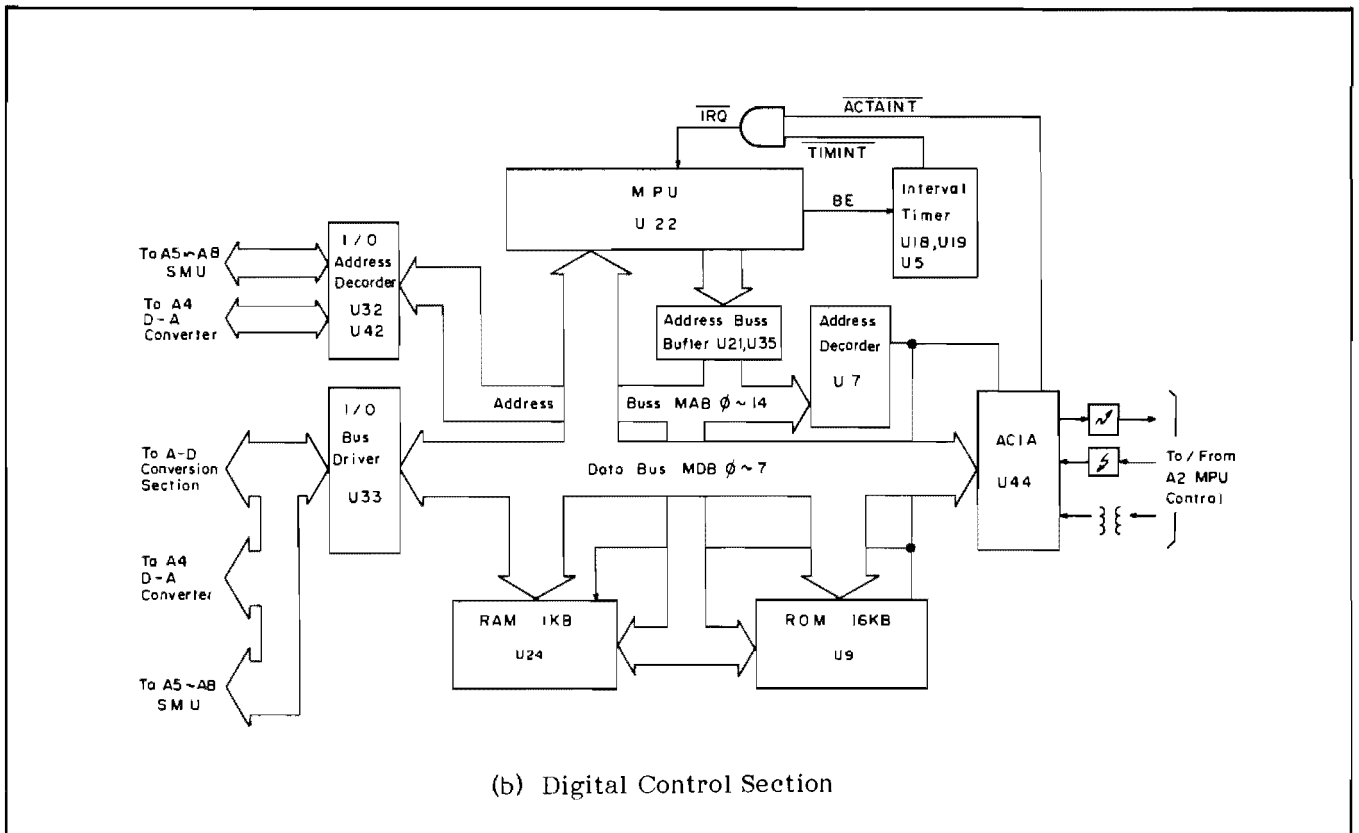 ACTAINT
IRQ
TIMINT
MPU
U22
BE
Interval
Timer
U18,U19
U5
To A5~A8
SMU
To A4
D-A
Converter
I/O
Address
Decorder
U32
U42
Address Buss
Bufler U21,U35
Address
Decorder
U7
Address Buss MAB ϕ~14
To A-D
Conversion
Section
I/O
Bus
Driver
U33
Data Bus MDB ϕ~7
ACIA
U44
To/From
A2 MPU
Control
To A4
D-A
Converter
To A5~A8
SMU
RAM 1KB
U24
ROM 16KB
U9
(b) Digital Control Section